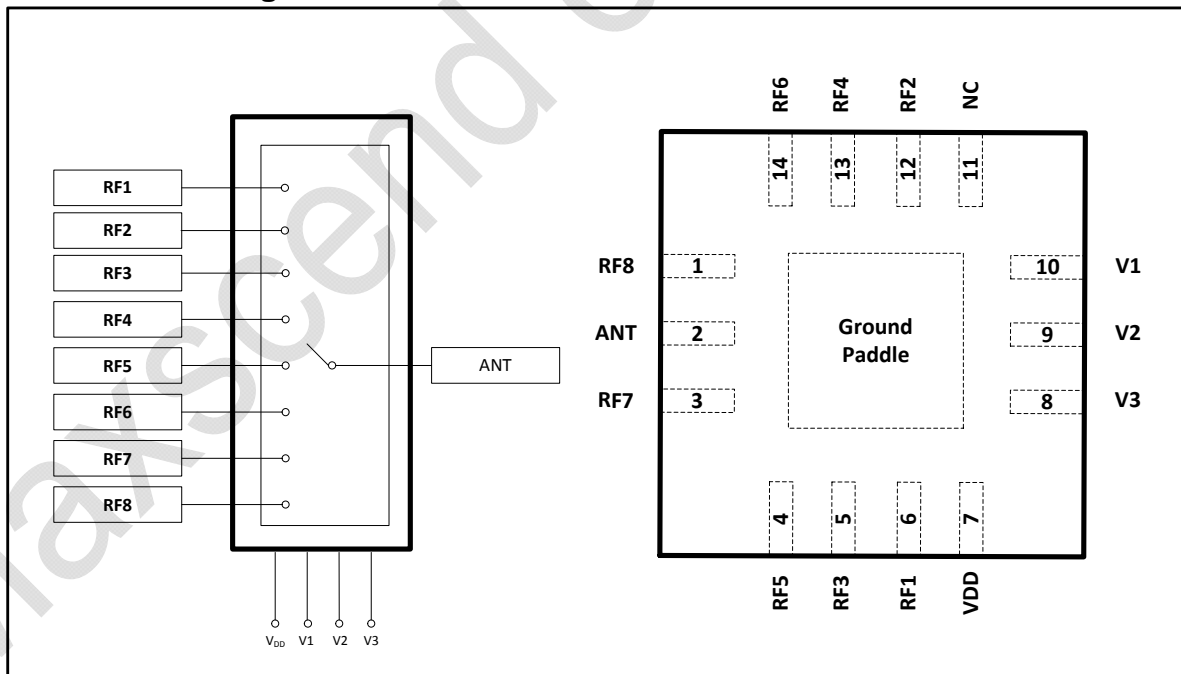 g
maxscend
RF1
RF2
RF3
RF4
RF5
RF6
RF7
RF8
ANT
VDD V1 V2 V3
RF6 RF4 RF2 NC
14 13 12 11
RF8 1 10 V1
ANT 2 Ground Paddle 9 V2
RF7 3 8 V3
4 5 6 7
RF5 RF3 RF1 VDD